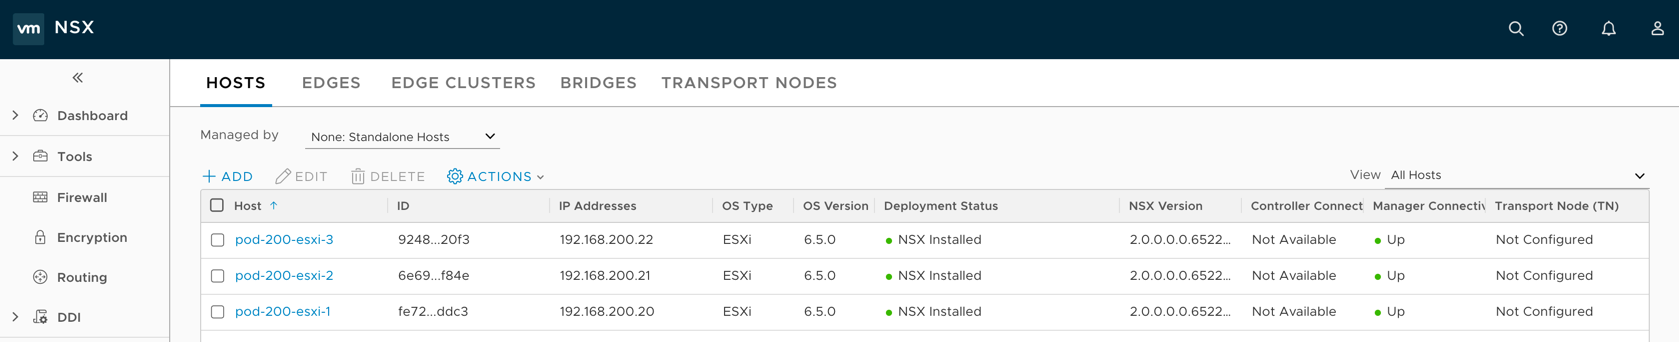 vm NSX
HOSTS EDGES EDGE CLUSTERS BRIDGES TRANSPORT NODES
Dashboard
Tools
Firewall
Encryption
Routing
DDI
Managed by None: Standalone Hosts
ADD EDIT DELETE ACTIONS View All Hosts
Host ID IP Addresses OS Type OS Version Deployment Status NSX Version Controller Connect Manager Connectiv Transport Node (TN)
pod-200-esxi-3 9248...20f3 192.168.200.22 ESXi 6.5.0 NSX Installed 2.0.0.0.0.6522... Not Available Up Not Configured
pod-200-esxi-2 6e69...f84e 192.168.200.21 ESXi 6.5.0 NSX Installed 2.0.0.0.0.6522... Not Available Up Not Configured
pod-200-esxi-1 fe72...ddc3 192.168.200.20 ESXi 6.5.0 NSX Installed 2.0.0.0.0.6522... Not Available Up Not Configured